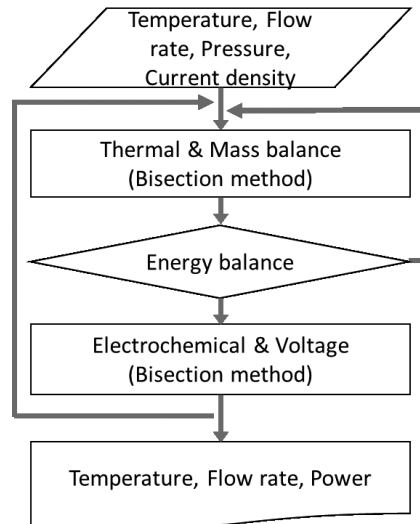 Temperature, Flow
rate, Pressure,
Current density
Thermal & Mass balance
(Bisection method)
Energy balance
Electrochemical & Voltage
(Bisection method)
Temperature, Flow rate, Power